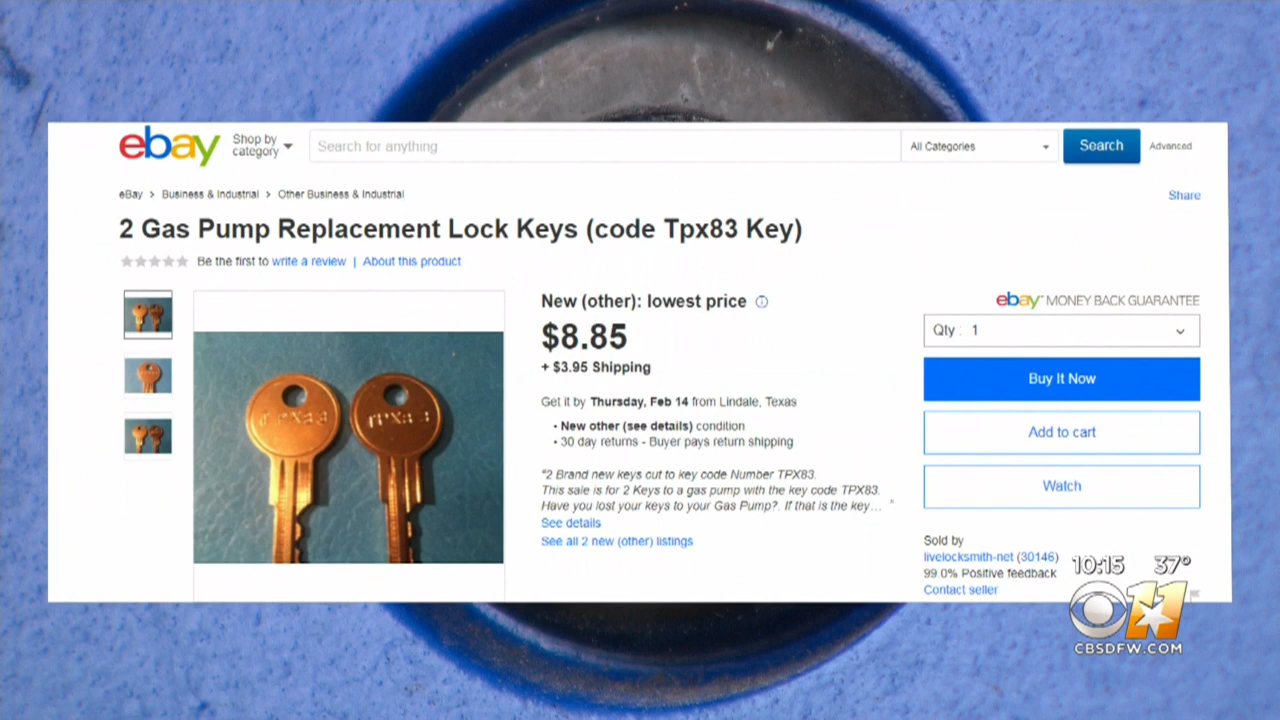 ebay
Shop by
category
Search for anything
All Categories
Search
Advanced
eBay > Business & Industrial > Other Business & Industrial
Share
2 Gas Pump Replacement Lock Keys (code Tpx83 Key)
Be the first to write a review | About this product
TPX83
TPX83
New (other): lowest price
$8.85
+ $3.95 Shipping
Get it by Thursday, Feb 14 from Lindale, Texas
• New other (see details) condition
• 30 day returns - Buyer pays return shipping
"2 Brand new keys cut to key code Number TPX83.
This sale is for 2 Keys to a gas pump with the key code TPX83.
Have you lost your keys to your Gas Pump?. If that is the key… "
See details
See all 2 new (other) listings
ebay MONEY BACK GUARANTEE
Qty : 1
Buy It Now
Add to cart
Watch
Sold by
livelocksmith-net (30146)
99.0% Positive feedback
Contact seller
10:15 37°
11
CBSDFW.COM